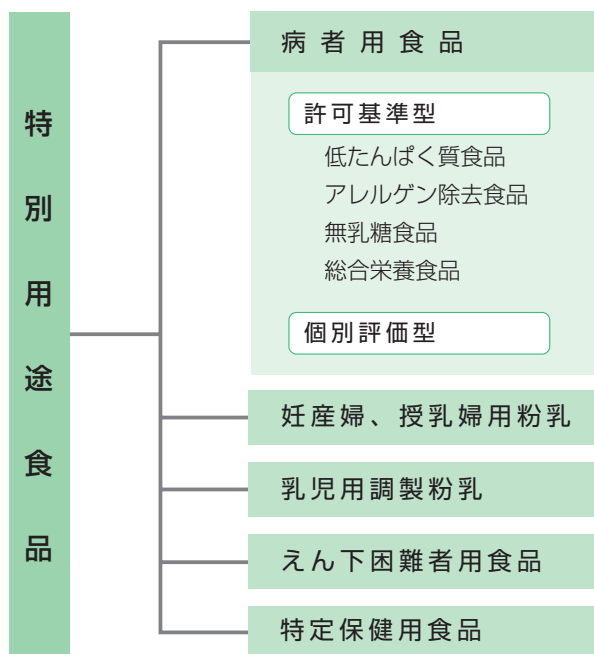 特別用途食品
病者用食品
許可基準型
低たんぱく質食品
アレルゲン除去食品
無乳糖食品
総合栄養食品
個別評価型
妊産婦、授乳婦用粉乳
乳児用調製粉乳
えん下困難者用食品
特定保健用食品